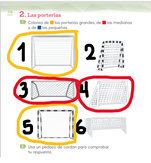 2. Las porterías
Colorea de las porterías grandes, de las medianas
y de las pequeñas.
1
2
3
4
5
6
Usa un pedazo de cordón para comprobar
tu respuesta.